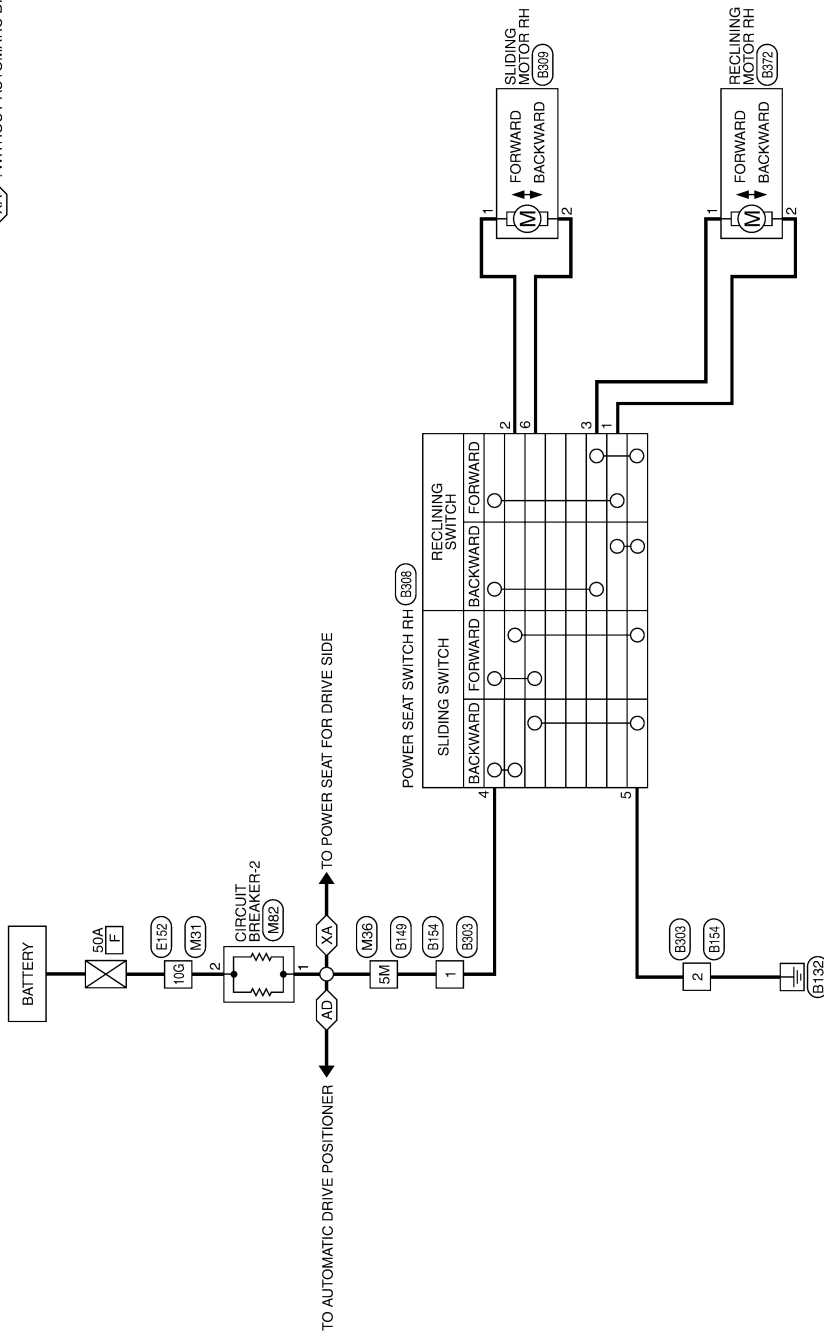 BATTERY
50A
F
E152
10G
M31
2
CIRCUIT
BREAKER-2
M82
1
TO AUTOMATIC DRIVE POSITIONER
AD
XA
TO POWER SEAT FOR DRIVE SIDE
M36
5M
B149
B154
1
B303
POWER SEAT SWITCH RH
B308
SLIDING SWITCH
RECLINING
SWITCH
BACKWARD
FORWARD
BACKWARD
FORWARD
4
2
6
3
1
5
B303
2
B154
B132
SLIDING
MOTOR RH
B309
1
M
FORWARD
BACKWARD
2
RECLINING
MOTOR RH
B372
1
M
FORWARD
BACKWARD
2